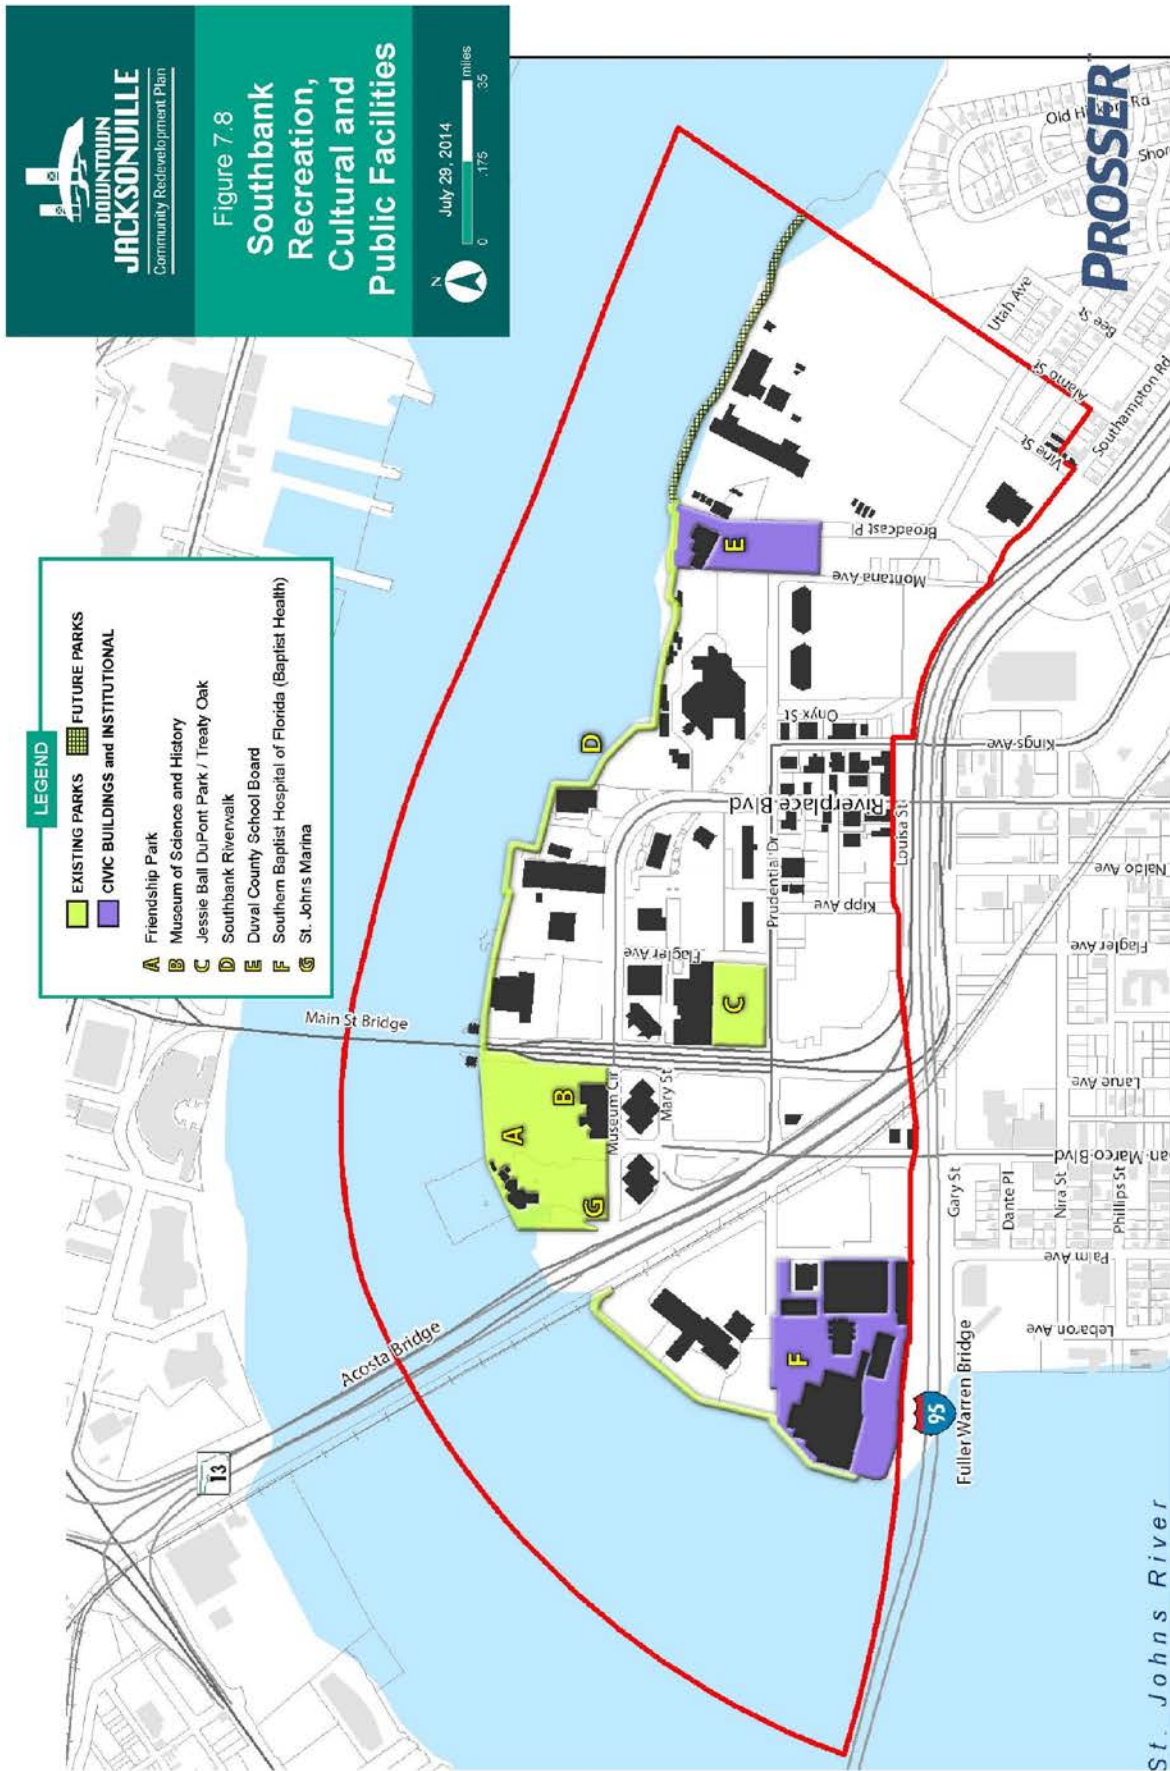 DOWNTOWN
JACKSONVILLE
Community Redevelopment Plan
Figure 7.8
Southbank
Recreation,
Cultural and
Public Facilities
July 29, 2014
N
0 .175 .35
miles
LEGEND
EXISTING PARKS
FUTURE PARKS
CIVIC BUILDINGS and INSTITUTIONAL
A Friendship Park
B Museum of Science and History
C Jessie Ball DuPont Park / Treaty Oak
D Southbank Riverwalk
E Duval County School Board
F Southern Baptist Hospital of Florida (Baptist Health)
G St. Johns Marina
13
Acosta Bridge
Main St Bridge
A
B
G
D
E
C
F
Museum Cir
Mary St
Flagler Ave
Prudential Dr
Riverplace Blvd
Kipp Ave
Onyx St
Louisa St
Kings Ave
Montana Ave
Broadcast Pl
Vine St
Alamo St
Utah Ave
Bee St
Southampton Rd
Old Hickory Rd
Shor
PROSSER
95
Fuller Warren Bridge
Lebaron Ave
Palm Ave
Gary St
Dante Pl
Nira St
Phillips St
an Marco Blvd
Larue Ave
Flagler Ave
Naldo Ave
St. Johns River